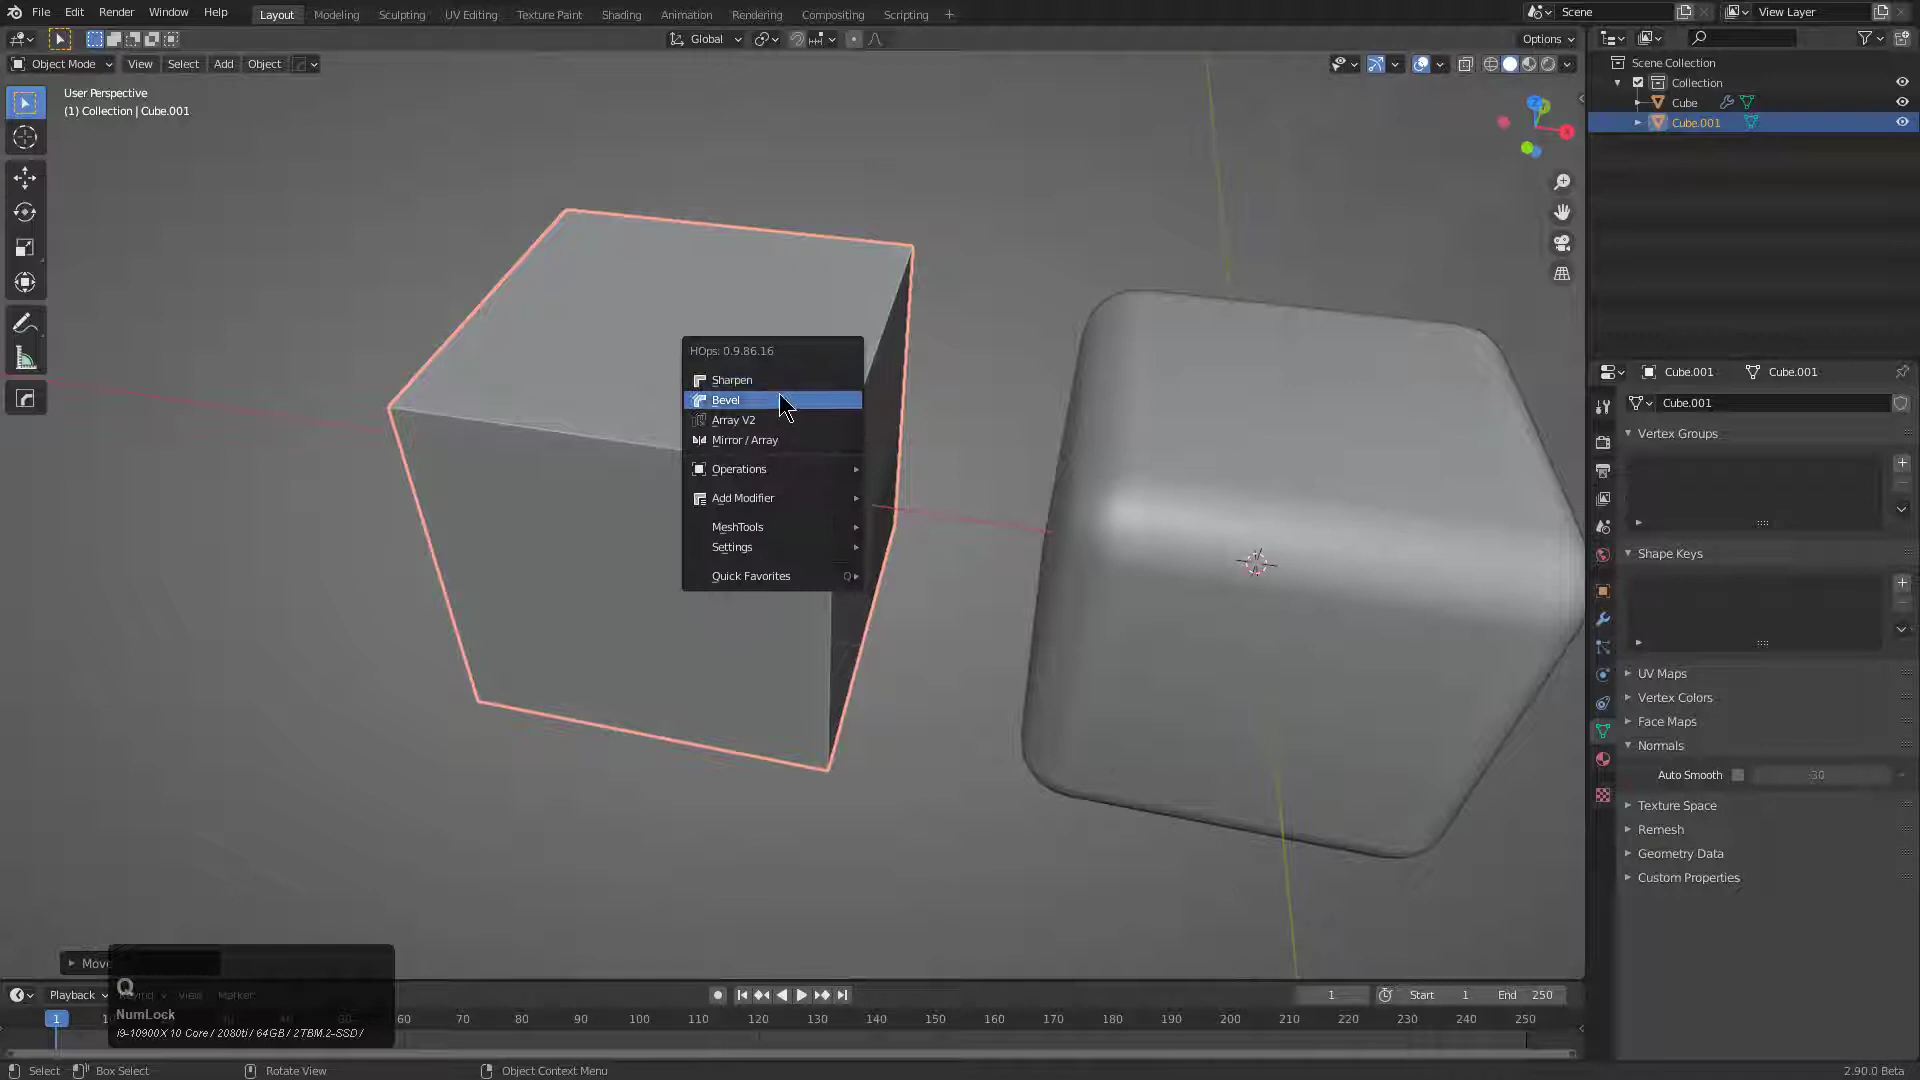 File Edit Render Window Help Layout Modeling Sculpting UV Editing Texture Paint Shading Animation Rendering Compositing Scripting + Scene View Layer
Global Options
Object Mode View Select Add Object
User Perspective
(1) Collection | Cube.001
Scene Collection
Collection
Cube
Cube.001
HOps: 0.9.86.16
Sharpen
Bevel
Array V2
Mirror / Array
Operations
Add Modifier
MeshTools
Settings
Quick Favorites Q
Cube.001 Cube.001
Cube.001
Vertex Groups
Shape Keys
UV Maps
Vertex Colors
Face Maps
Normals
Auto Smooth 30
Texture Space
Remesh
Geometry Data
Custom Properties
Move
Q
Playback View Marker 1 Start 1 End 250
NumLock
1 60 70 80 90 100 110 120 130 140 150 160 170 180 190 200 210 220 230 240 250
i9-10900X 10 Core / 2080ti / 64GB / 2TBM.2-SSD /
Select Box Select Rotate View Object Context Menu 2.90.0 Beta